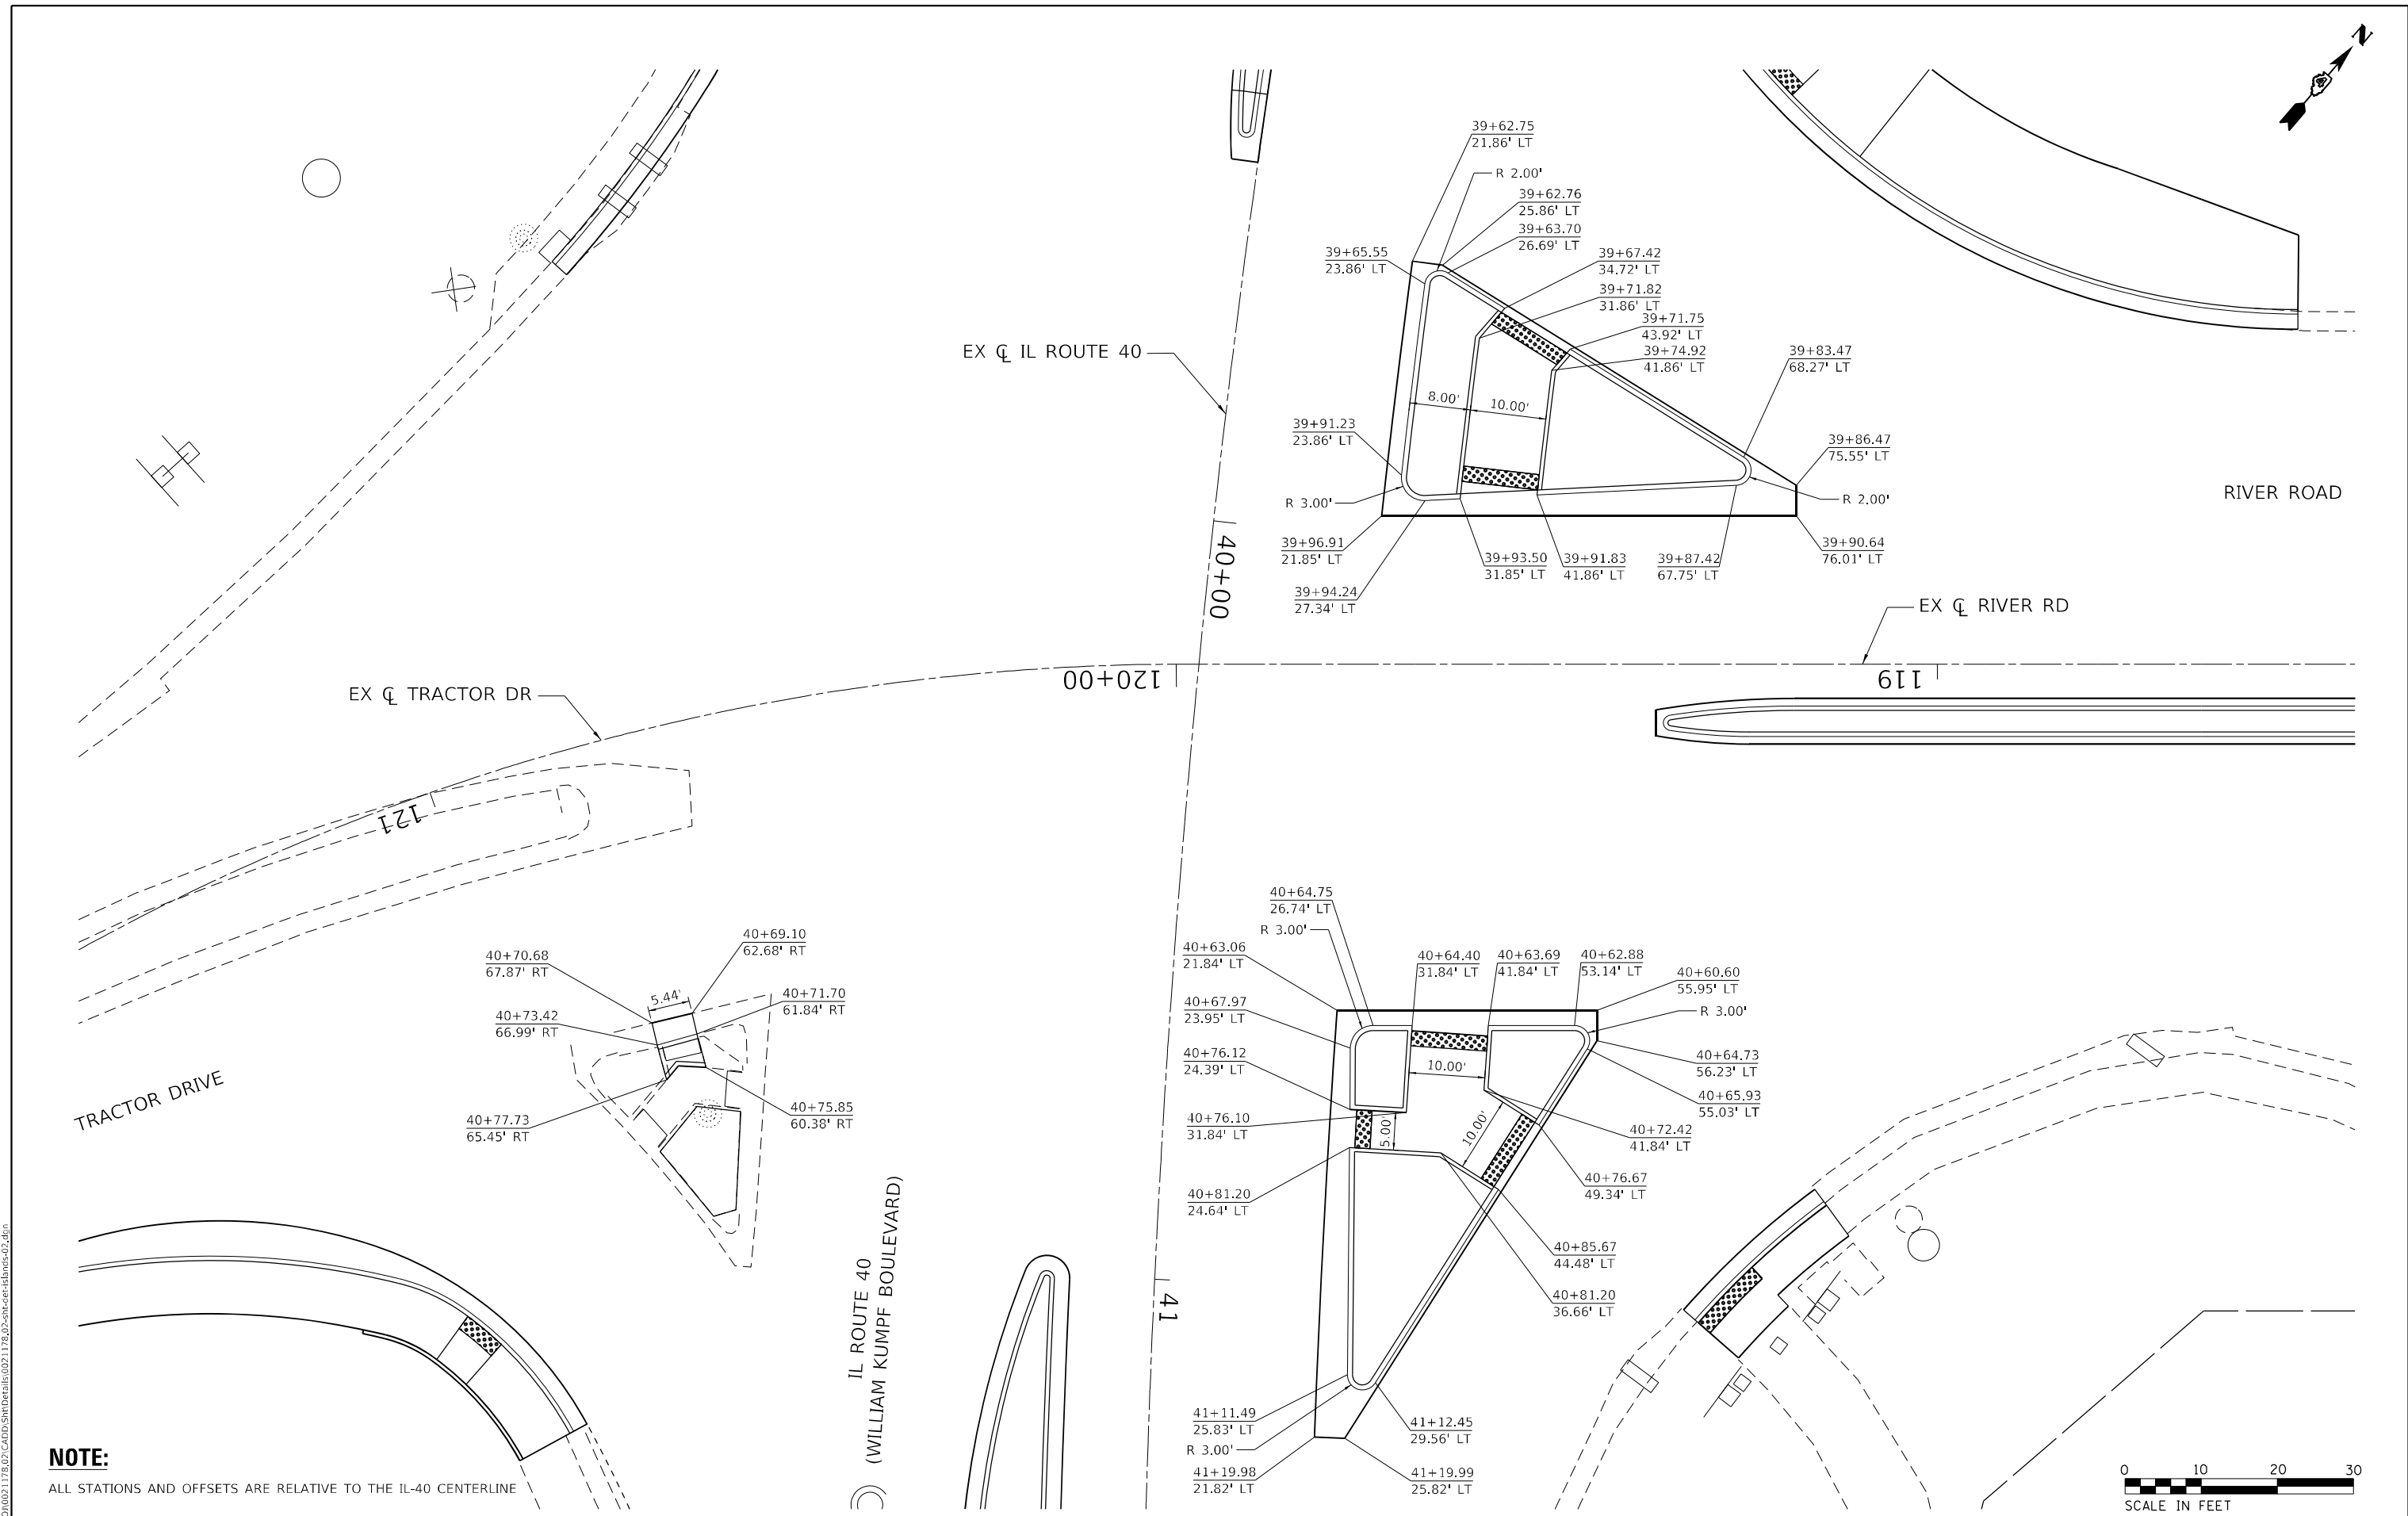 N
39+62.75
21.86' LT
R 2.00'
39+62.76
25.86' LT
39+63.70
26.69' LT
39+65.55
23.86' LT
39+67.42
34.72' LT
39+71.82
31.86' LT
39+71.75
43.92' LT
39+74.92
41.86' LT
39+83.47
68.27' LT
EX ℄ IL ROUTE 40
8.00'
10.00'
39+91.23
23.86' LT
39+86.47
75.55' LT
R 3.00'
R 2.00'
RIVER ROAD
39+96.91
21.85' LT
39+93.50
31.85' LT
39+91.83
41.86' LT
39+87.42
67.75' LT
39+90.64
76.01' LT
39+94.24
27.34' LT
40+00
EX ℄ RIVER RD
EX ℄ TRACTOR DR
120+00
119
121
40+64.75
26.74' LT
R 3.00'
40+63.06
21.84' LT
40+64.40
31.84' LT
40+63.69
41.84' LT
40+62.88
53.14' LT
40+60.60
55.95' LT
R 3.00'
40+69.10
62.68' RT
40+70.68
67.87' RT
5.44'
40+71.70
61.84' RT
40+73.42
66.99' RT
40+67.97
23.95' LT
40+76.12
24.39' LT
10.00'
40+64.73
56.23' LT
40+65.93
55.03' LT
TRACTOR DRIVE
40+77.73
65.45' RT
40+75.85
60.38' RT
40+76.10
31.84' LT
5.00'
10.00'
40+72.42
41.84' LT
40+76.67
49.34' LT
40+81.20
24.64' LT
40+85.67
44.48' LT
40+81.20
36.66' LT
41
IL ROUTE 40
(WILLIAM KUMPF BOULEVARD)
41+11.49
25.83' LT
R 3.00'
41+19.98
21.82' LT
41+12.45
29.56' LT
41+19.99
25.82' LT
NOTE:
ALL STATIONS AND OFFSETS ARE RELATIVE TO THE IL-40 CENTERLINE
0 10 20 30
SCALE IN FEET